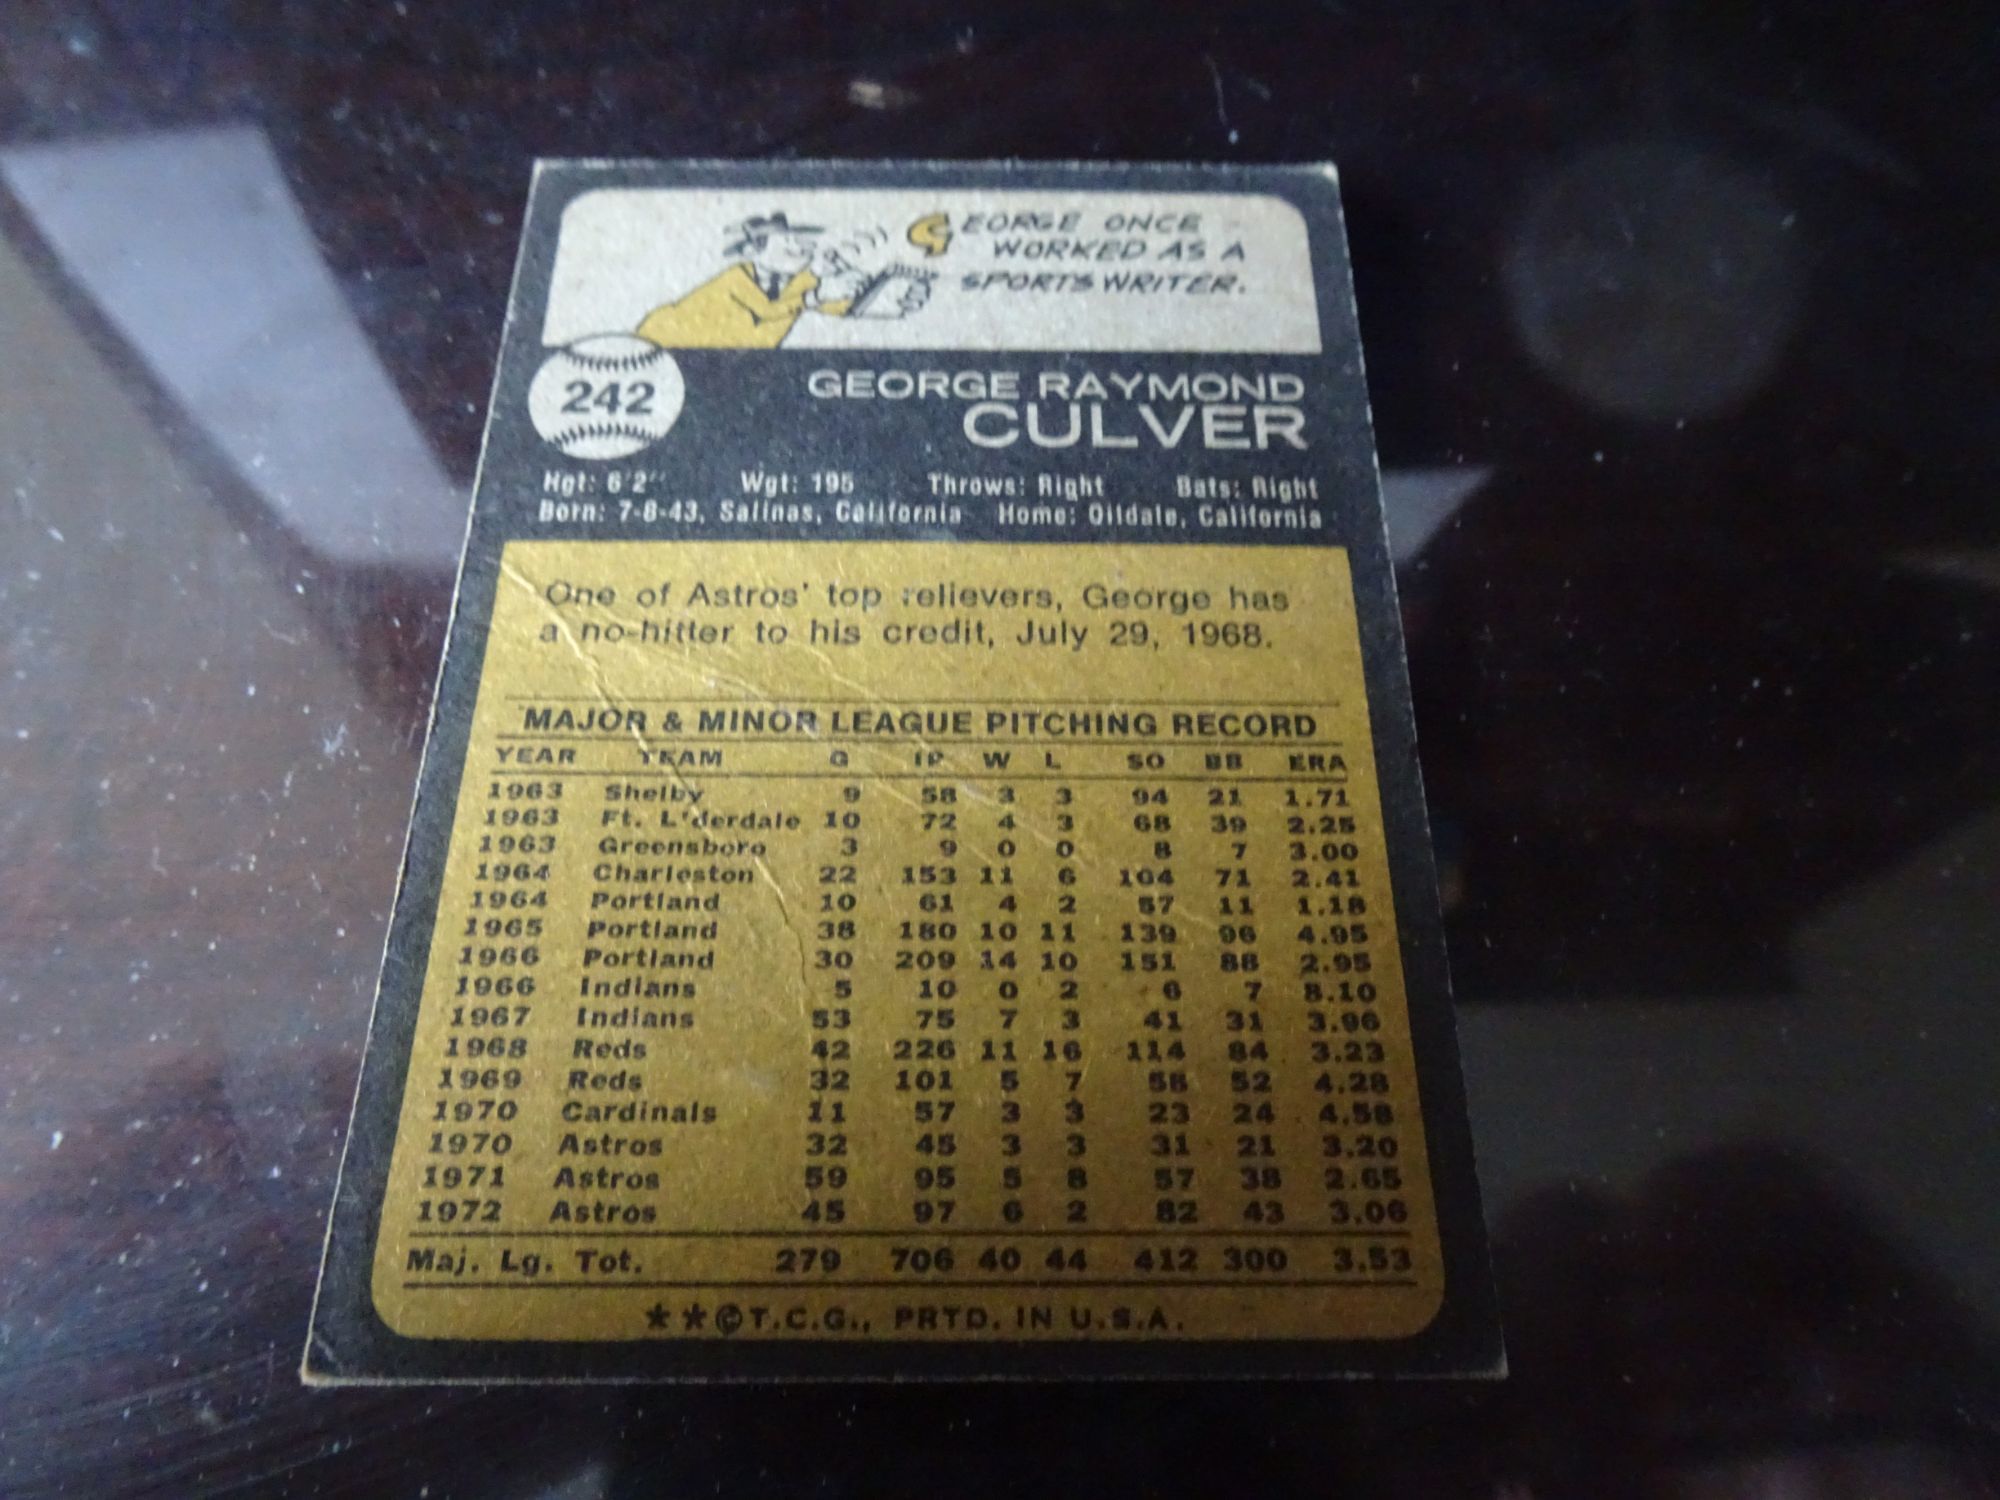 GEORGE ONCE
WORKED AS A
SPORTS WRITER.
242
GEORGE RAYMOND
CULVER
Hgt: 6'2" Wgt: 195 Throws: Right Bats: Right
Born: 7-8-43, Salinas, California Home: Oildale, California
One of Astros' top relievers, George has
a no-hitter to his credit, July 29, 1968.
MAJOR & MINOR LEAGUE PITCHING RECORD
YEAR TEAM G IP W L SO BB ERA
1963 Shelby 9 58 3 3 94 21 1.71
1963 Ft. L'derdale 10 72 4 3 68 39 2.25
1963 Greensboro 3 9 0 0 8 7 3.00
1964 Charleston 22 153 11 6 164 71 2.41
1964 Portland 10 61 4 2 57 11 1.18
1965 Portland 38 180 10 11 139 96 4.95
1966 Portland 30 209 14 10 151 88 2.95
1966 Indians 5 10 0 2 6 7 8.10
1967 Indians 53 75 7 3 41 31 3.96
1968 Reds 42 226 11 16 114 84 3.23
1969 Reds 32 101 5 7 58 52 4.28
1970 Cardinals 11 57 3 3 23 24 4.58
1970 Astros 32 45 3 3 31 21 3.20
1971 Astros 59 95 5 8 57 38 2.65
1972 Astros 45 97 6 2 82 43 3.06
Maj. Lg. Tot. 279 706 40 44 412 300 3.53
★★©T.C.G., PRTD. IN U.S.A.